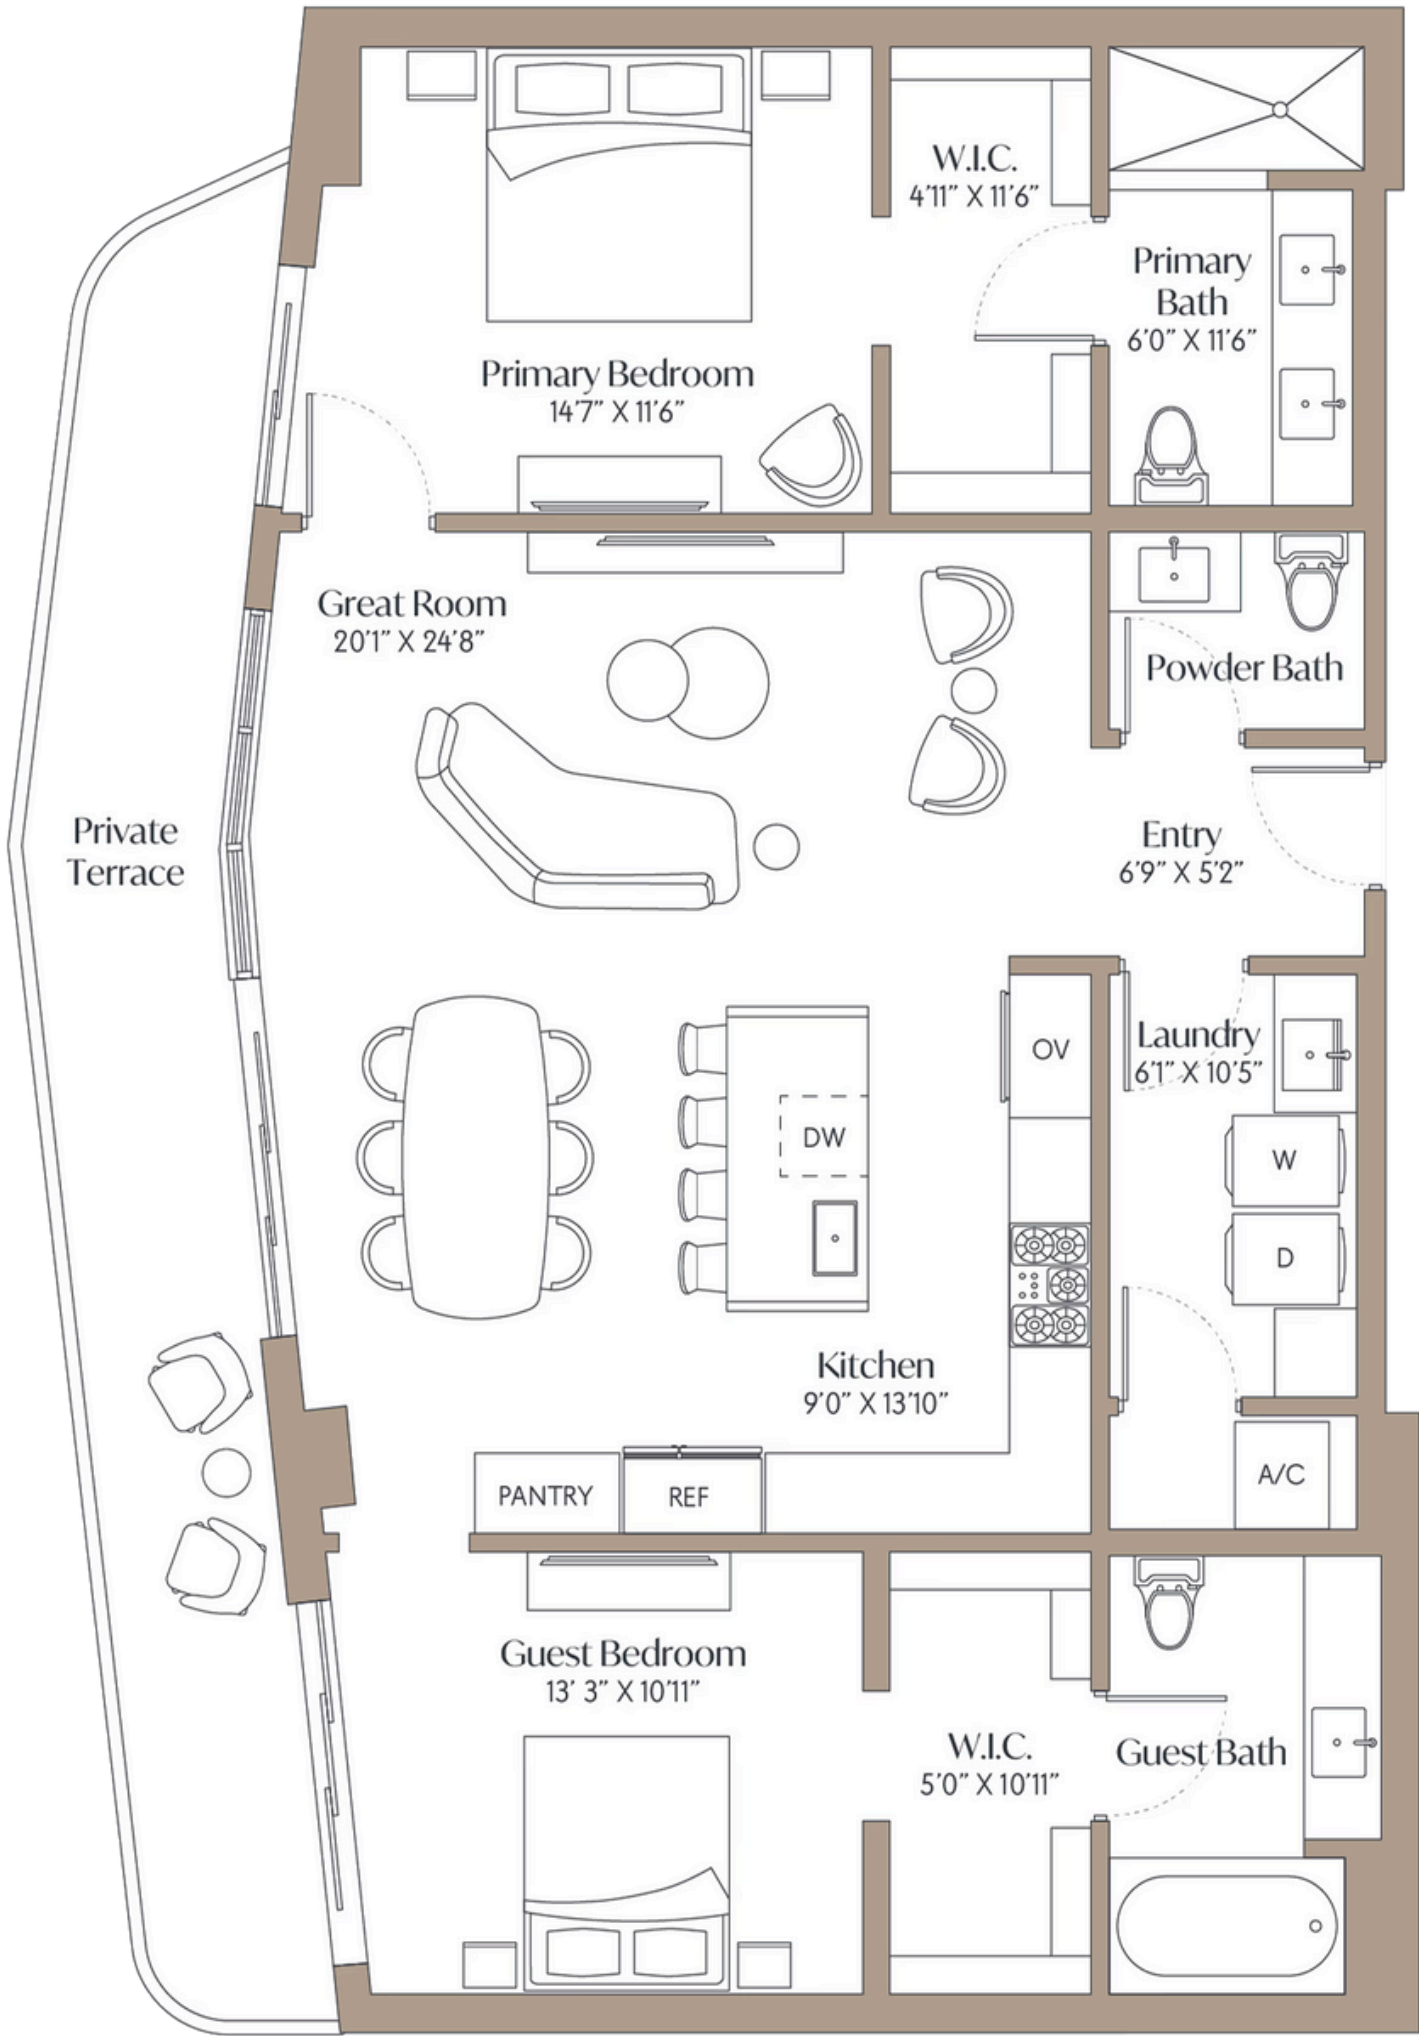 W.I.C.
4'11” X 11'6”
Primary
Bath
6'0” X 11'6”
Primary Bedroom
14'7” X 11'6”
Great Room
20'1” X 24'8”
Powder Bath
Private
Terrace
Entry
6'9” X 5'2”
OV
Laundry
6'1” X 10'5”
DW
W
D
Kitchen
9'0” X 13'10”
A/C
PANTRY
REF
Guest Bedroom
13' 3” X 10'11”
W.I.C.
5'0” X 10'11”
Guest Bath